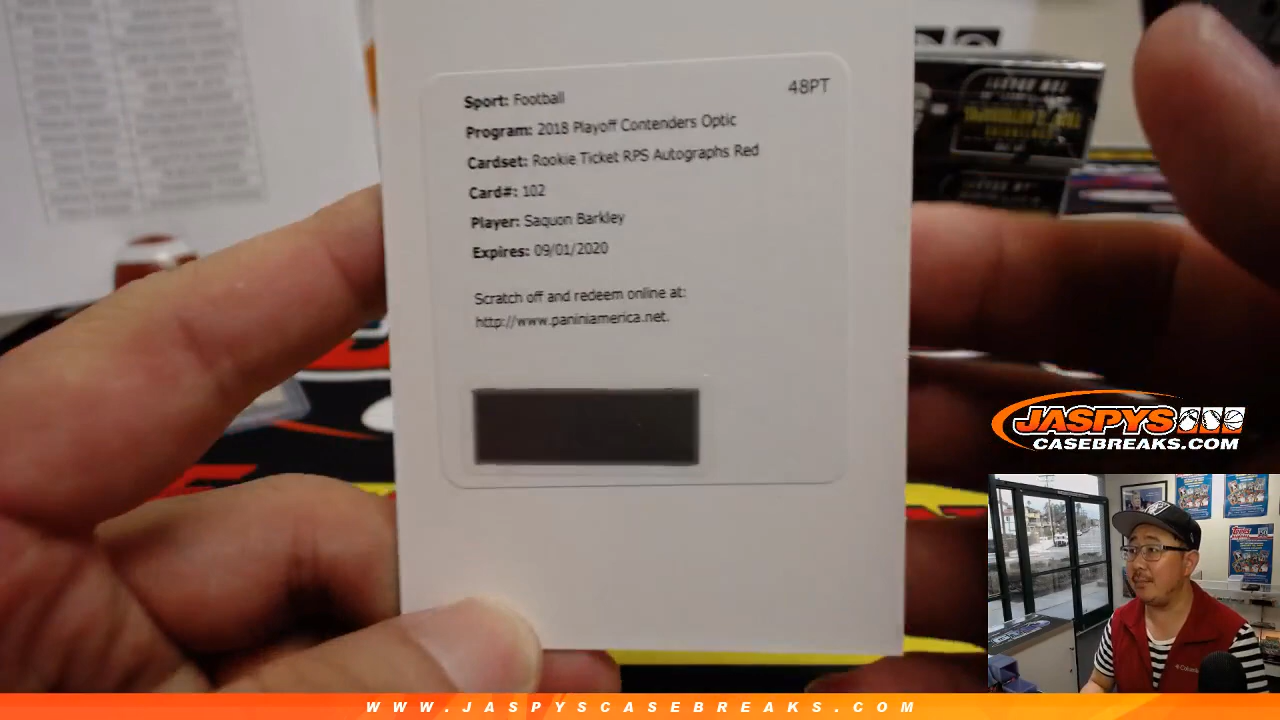 48PT
Sport: Football
Program: 2018 Playoff Contenders Optic
Cardset: Rookie Ticket RPS Autographs Red
Card#: 102
Player: Saquon Barkley
Expires: 09/01/2020
Scratch off and redeem online at:
http://www.paniniamerica.net.
JASPYS
CASEBREAKS.COM
WWW.JASPYSCASEBREAKS.COM